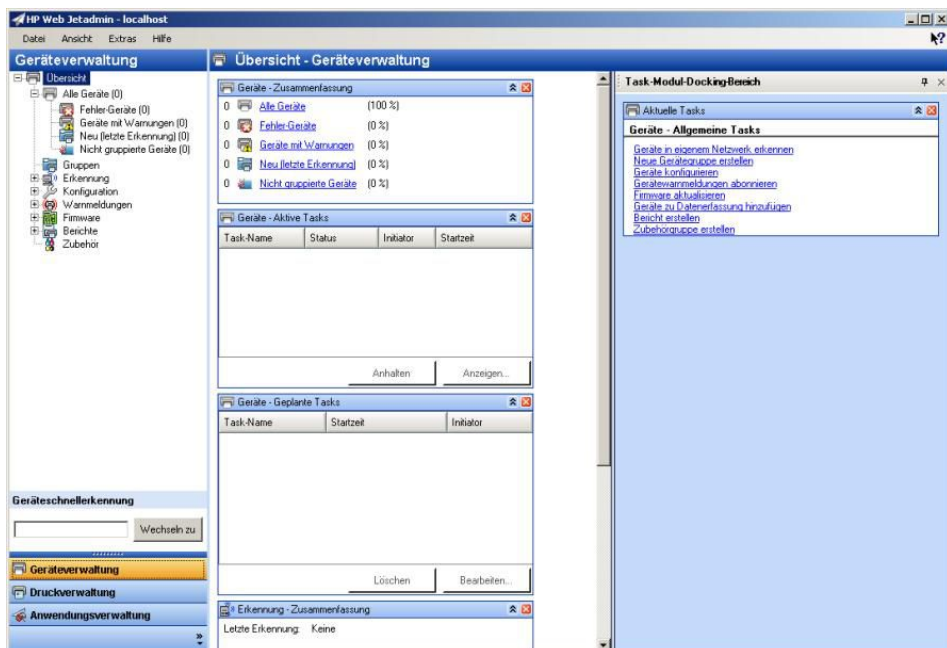 HP Web Jetadmin - localhost
Datei Ansicht Extras Hilfe
Geräteverwaltung
Übersicht
Alle Geräte (0)
Fehler-Geräte (0)
Geräte mit Warnungen (0)
Neu (letzte Erkennung) (0)
Nicht gruppierte Geräte (0)
Gruppen
Erkennung
Konfiguration
Warnmeldungen
Firmware
Berichte
Zubehör
Geräteschnellerkennung
Wechseln zu
Geräteverwaltung
Druckverwaltung
Anwendungsverwaltung
Übersicht - Geräteverwaltung
Geräte - Zusammenfassung
0 Alle Geräte (100 %)
0 Fehler-Geräte (0 %)
0 Geräte mit Warnungen (0 %)
0 Neu (letzte Erkennung) (0 %)
0 Nicht gruppierte Geräte (0 %)
Geräte - Aktive Tasks
Task-Name Status Initiator Startzeit
Anhalten Anzeigen...
Geräte - Geplante Tasks
Task-Name Startzeit Initiator
Löschen Bearbeiten...
Erkennung - Zusammenfassung
Letzte Erkennung: Keine
Task-Modul-Docking-Bereich
Aktuelle Tasks
Geräte - Allgemeine Tasks
Geräte in eigenem Netzwerk erkennen
Neue Gerätegruppe erstellen
Geräte konfigurieren
Gerätewarnmeldungen abonnieren
Firmware aktualisieren
Geräte zu Datenerfassung hinzufügen
Bericht erstellen
Zubehörgruppe erstellen